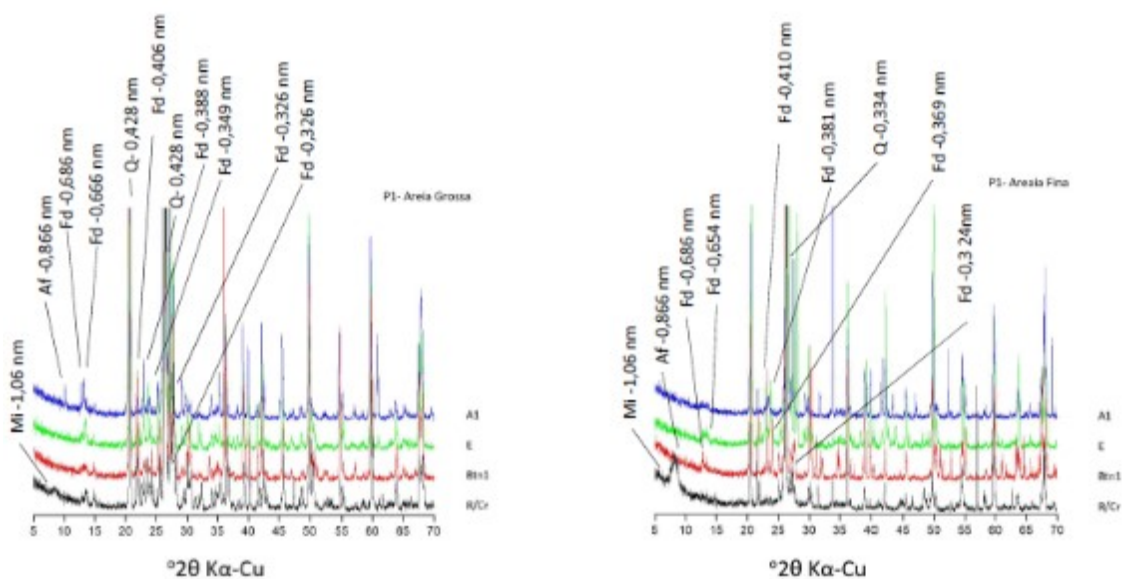 Mi -1,06 nm
Af -0,866 nm
Fd -0,686 nm
Fd -0,666 nm
Q- 0,428 nm
Fd -0,406 nm
Q- 0,428 nm
Fd -0,388 nm
Fd -0,349 nm
Fd -0,326 nm
Fd -0,326 nm
P1- Areia Grossa
A1
E
Btn1
R/Cr
5 10 15 20 25 30 35 40 45 50 55 60 65 70
°2θ Kα-Cu
Mi -1,06 nm
Af -0,866 nm
Fd -0,686 nm
Fd -0,654 nm
Fd -0,410 nm
Fd -0,381 nm
Q -0,334 nm
Fd -0,369 nm
Fd -0,3 24nm
P1- Areaia Fina
A1
E
Btn1
R/Cr
5 10 15 20 25 30 35 40 45 50 55 60 65 70
°2θ Kα-Cu